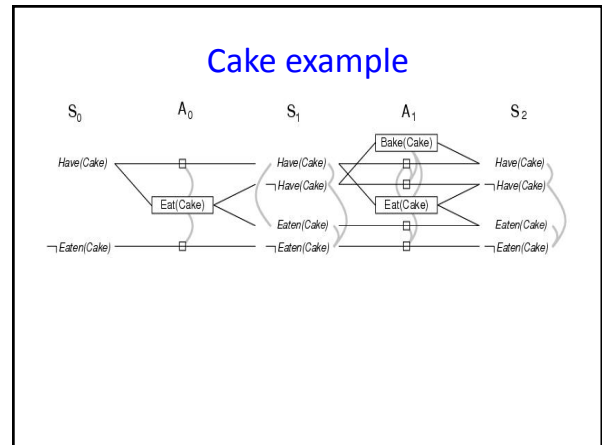 Cake example
S0 A0 S1 A1 S2
Bake(Cake)
Have(Cake) Have(Cake) Have(Cake)
¬Have(Cake) ¬Have(Cake)
Eat(Cake) Eat(Cake)
Eaten(Cake) Eaten(Cake)
¬Eaten(Cake) ¬Eaten(Cake) ¬Eaten(Cake)